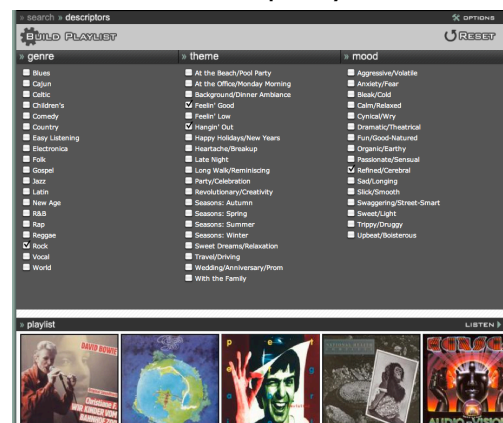 » search » descriptors
OPTIONS
BUILD PLAYLIST
RESET
» genre
Blues
Cajun
Celtic
Children's
Comedy
Country
Easy Listening
Electronica
Folk
Gospel
Jazz
Latin
New Age
R&B
Rap
Reggae
Rock
Vocal
World
» theme
At the Beach/Pool Party
At the Office/Monday Morning
Background/Dinner Ambiance
Feelin' Good
Feelin' Low
Hangin' Out
Happy Holidays/New Years
Heartache/Breakup
Late Night
Long Walk/Reminiscing
Party/Celebration
Revolutionary/Creativity
Seasons: Autumn
Seasons: Spring
Seasons: Summer
Seasons: Winter
Sweet Dreams/Relaxation
Travel/Driving
Wedding/Anniversary/Prom
With the Family
» mood
Aggressive/Volatile
Anxiety/Fear
Bleak/Cold
Calm/Relaxed
Cynical/Wry
Dramatic/Theatrical
Fun/Good-Natured
Organic/Earthy
Passionate/Sensual
Refined/Cerebral
Sad/Longing
Slick/Smooth
Swaggering/Street-Smart
Sweet/Light
Trippy/Druggy
Upbeat/Boisterous
» playlist
LISTEN
DAVID BOWIE
Christiane F.
WIR KINDER VOM
BAHNHOF ZOO
p e t
e r g
a
AUDIO-VISION